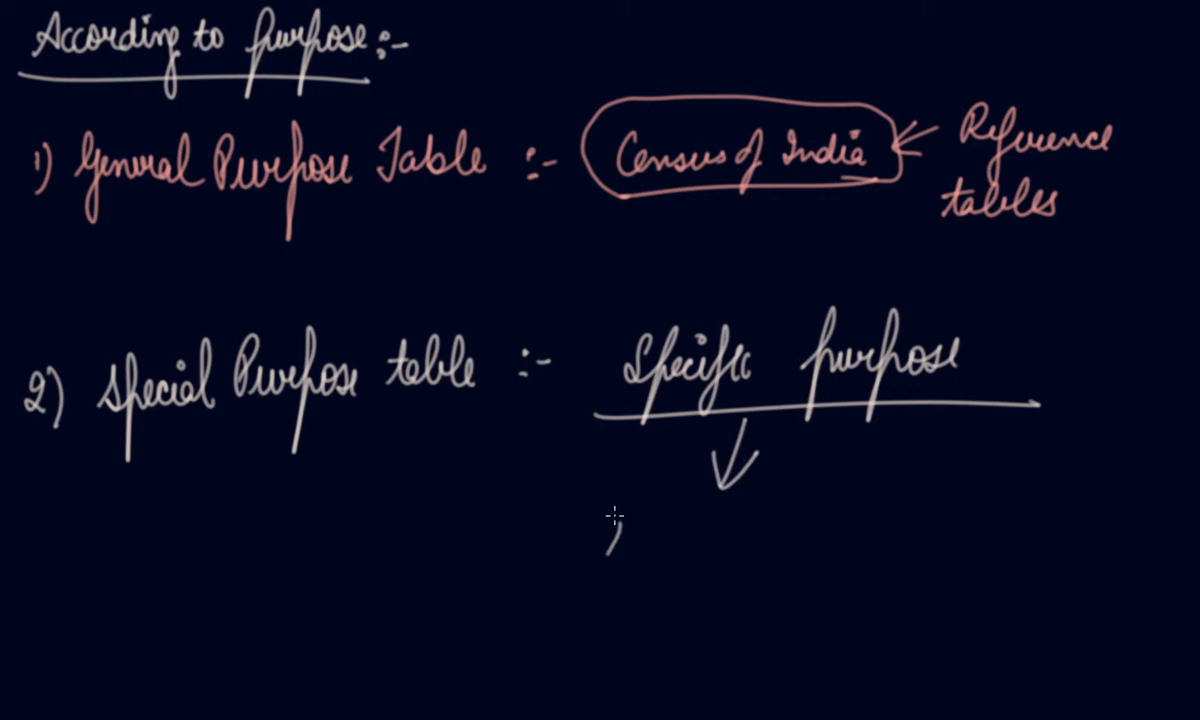 According to purpose :-
1) General Purpose Table :- Census of India ← Reference tables
2) Special Purpose table :- Specific purpose